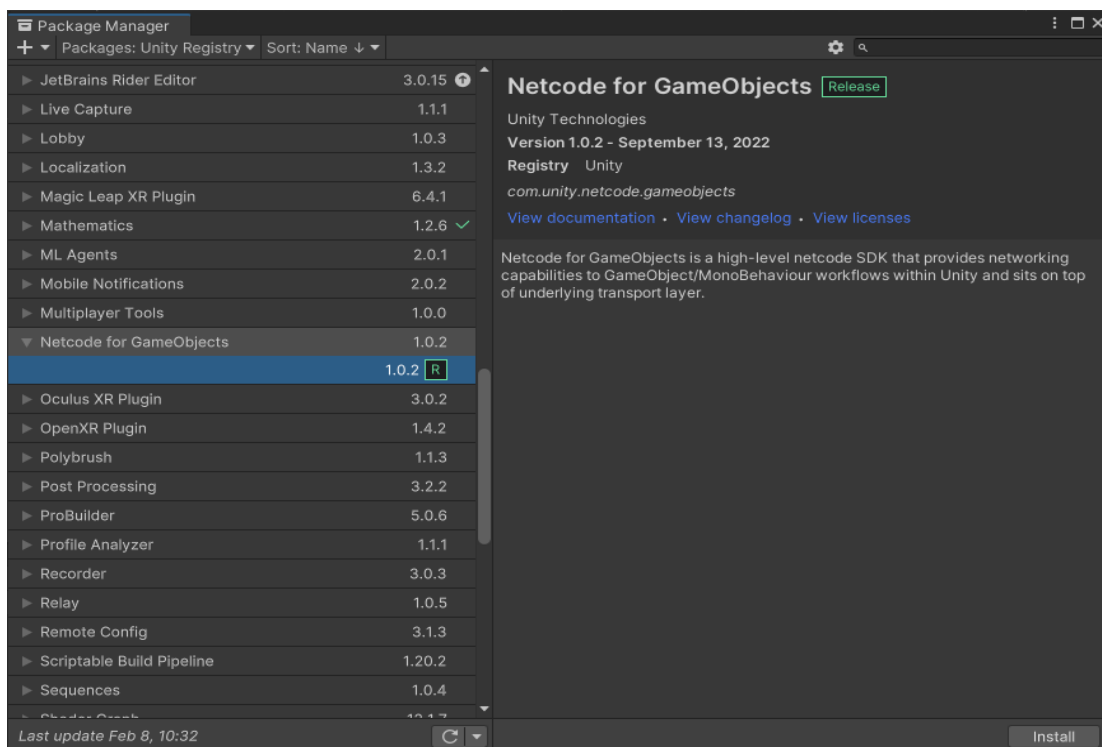 Package Manager
+ Packages: Unity Registry Sort: Name ↓
JetBrains Rider Editor 3.0.15
Live Capture 1.1.1
Lobby 1.0.3
Localization 1.3.2
Magic Leap XR Plugin 6.4.1
Mathematics 1.2.6 ✓
ML Agents 2.0.1
Mobile Notifications 2.0.2
Multiplayer Tools 1.0.0
Netcode for GameObjects 1.0.2
1.0.2 R
Oculus XR Plugin 3.0.2
OpenXR Plugin 1.4.2
Polybrush 1.1.3
Post Processing 3.2.2
ProBuilder 5.0.6
Profile Analyzer 1.1.1
Recorder 3.0.3
Relay 1.0.5
Remote Config 3.1.3
Scriptable Build Pipeline 1.20.2
Sequences 1.0.4
Shader Graph 12.1.7
Last update Feb 8, 10:32
Netcode for GameObjects Release
Unity Technologies
Version 1.0.2 - September 13, 2022
Registry Unity
com.unity.netcode.gameobjects
View documentation • View changelog • View licenses
Netcode for GameObjects is a high-level netcode SDK that provides networking
capabilities to GameObject/MonoBehaviour workflows within Unity and sits on top
of underlying transport layer.
Install